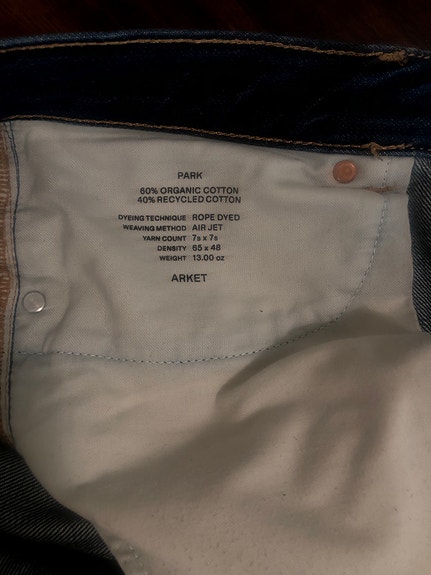 PARK
60% ORGANIC COTTON
40% RECYCLED COTTON
DYEING TECHNIQUE ROPE DYED
WEAVING METHOD AIR JET
YARN COUNT 7s x 7s
DENSITY 65 x 48
WEIGHT 13.00 oz
ARKET